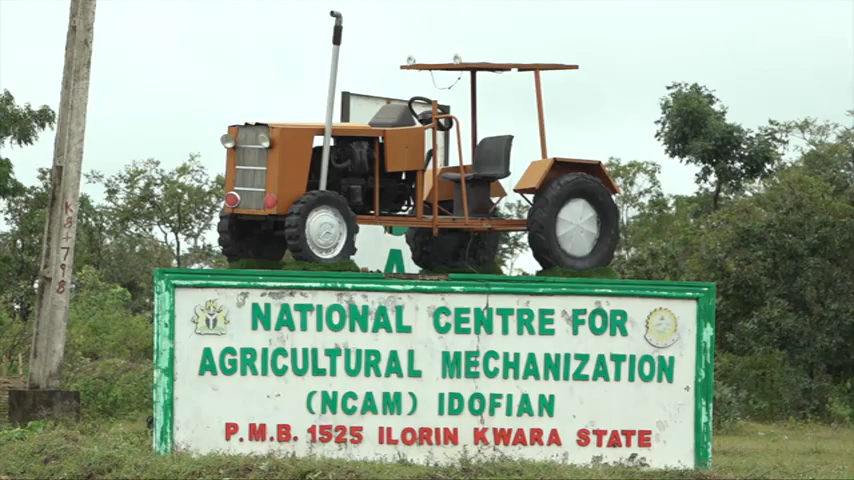 NATIONAL CENTRE FOR
AGRICULTURAL MECHANIZATION
(NCAM) IDOFIAN
P.M.B. 1525 ILORIN KWARA STATE